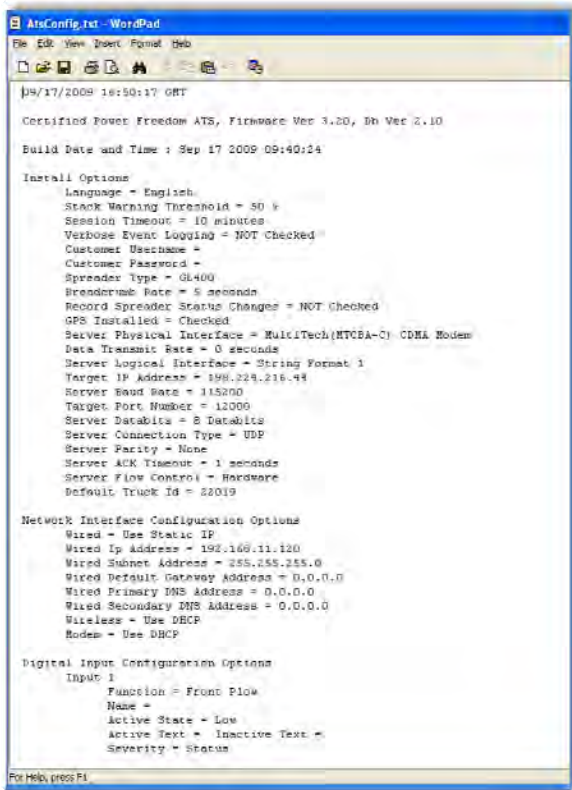 AtsConfig.txt - WordPad
File Edit View Insert Format Help
09/17/2009 16:50:17 GMT
Certified Power Freedom ATS, Firmware Ver 3.20, Db Ver 2.10
Build Date and Time : Sep 17 2009 09:40:24
Install Options
Language = English
Stack Warning Threshold = 50 %
Session Timeout = 10 minutes
Verbose Event Logging = NOT Checked
Customer Username =
Customer Password =
Spreader Type = GL400
Breadcrumb Rate = 5 seconds
Record Spreader Status Changes = NOT Checked
GPS Installed = Checked
Server Physical Interface = MultiTech(MTCBA-C) CDMA Modem
Data Transmit Rate = 0 seconds
Server Logical Interface = String Format 1
Target IP Address = 198.224.216.44
Server Baud Rate = 115200
Target Port Number = 12000
Server Databits = 8 Databits
Server Connection Type = UDP
Server Parity = None
Server ACK Timeout = 1 seconds
Server Flow Control = Hardware
Default Truck Id = 22019
Network Interface Configuration Options
Wired = Use Static IP
Wired Ip Address = 192.168.11.120
Wired Subnet Address = 255.255.255.0
Wired Default Gateway Address = 0.0.0.0
Wired Primary DNS Address = 0.0.0.0
Wired Secondary DNS Address = 0.0.0.0
Wireless = Use DHCP
Modem = Use DHCP
Digital Input Configuration Options
Input 1
Function = Front Plow
Name =
Active State = Low
Active Text =  Inactive Text =
Severity = Status
For Help, press F1